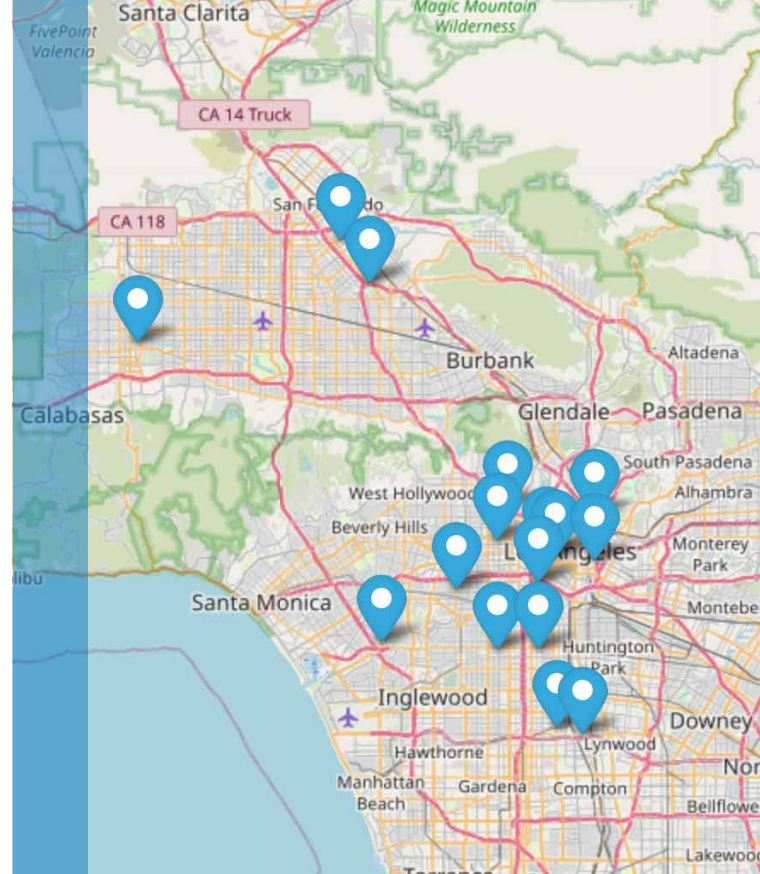 Santa Clarita
Magic Mountain
Wilderness
FivePoint
Valencia
CA 14 Truck
CA 118
Burbank
Altadena
Calabasas
Glendale
Pasadena
South Pasadena
West Hollywood
Alhambra
Beverly Hills
Monterey
Park
Santa Monica
Huntington
Park
Inglewood
Downey
Lynwood
Hawthorne
Manhattan
Beach
Gardena
Compton